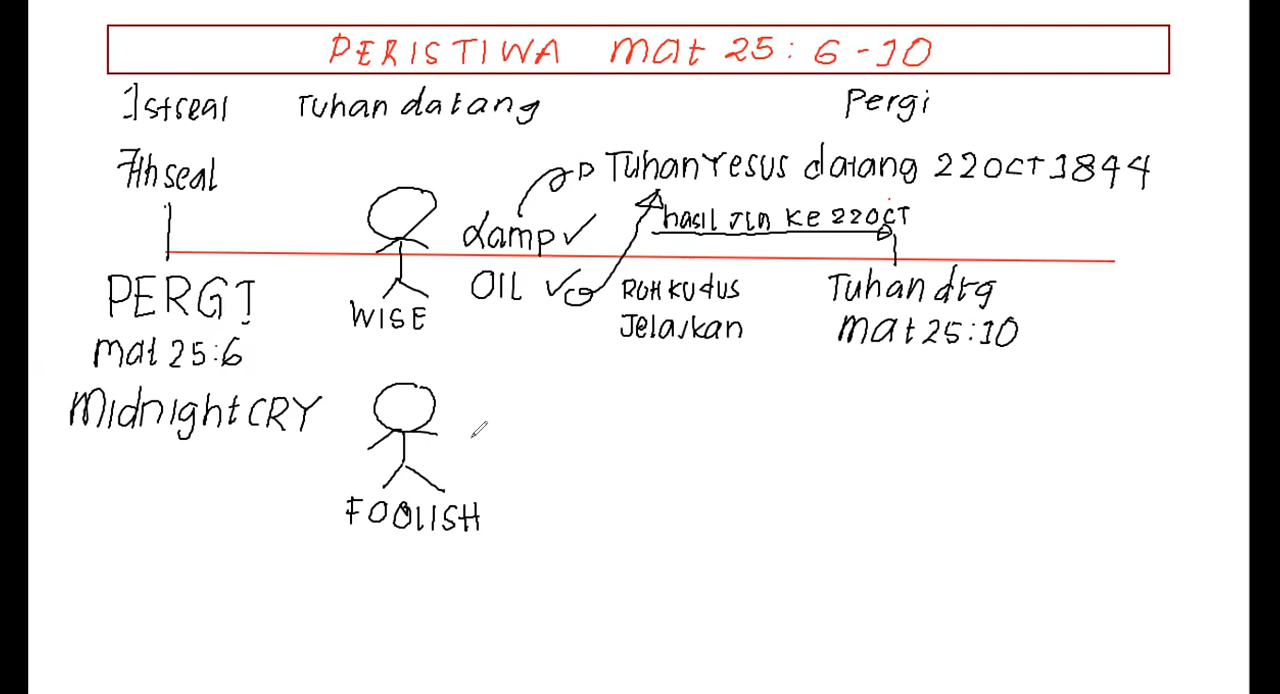 PERISTIWA mat 25:6-10
1st seal Tuhan datang Pergi
7th seal
Tuhan Yesus datang 22 OCT 1844
Lamp
hasil JLN KE 22 OCT
PERGI
OIL
ROH KUdUS
Tuhan dtg
WISE
Jelaskan
mat 25:10
mat 25:6
MidnightCRY
FOOLISH